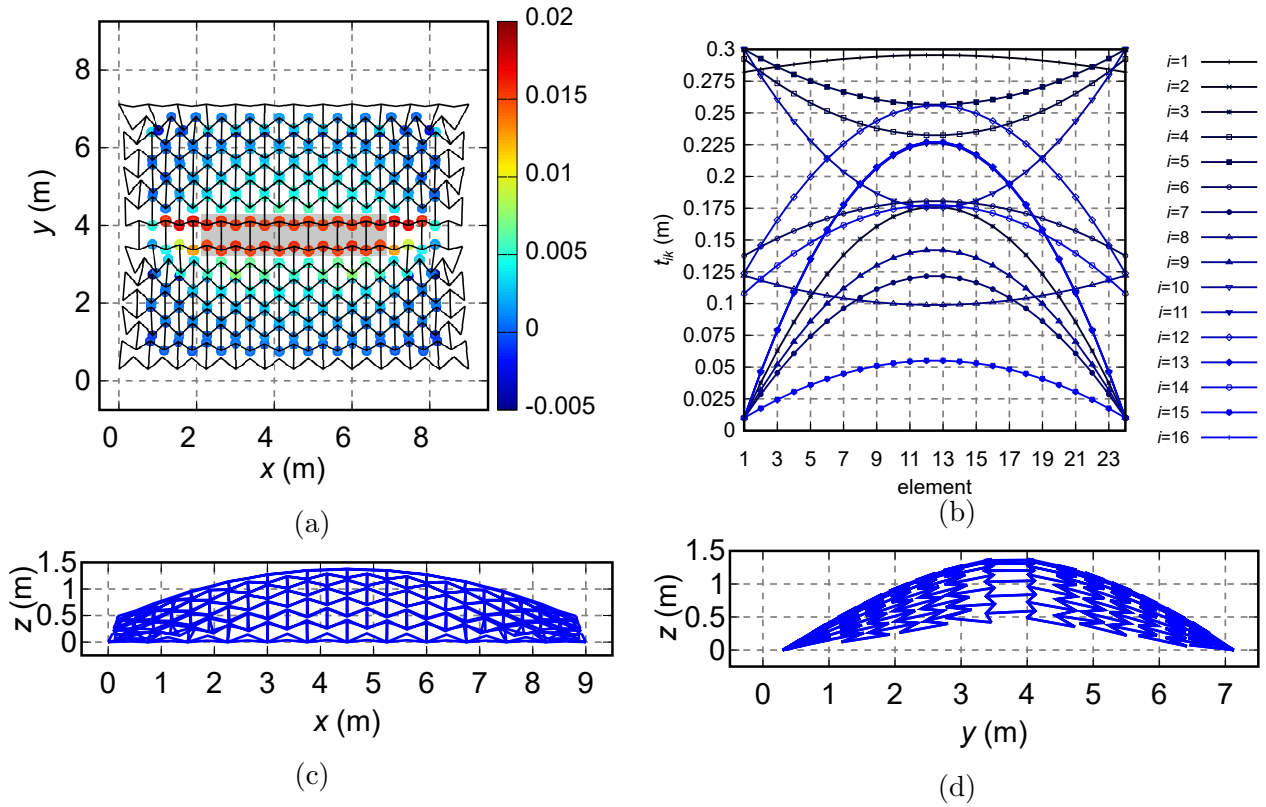 0.02
0.015
0.01
0.005
0
-0.005
8
6
4
2
0
y (m)
0 2 4 6 8
x (m)
(a)
0.3
0.275
0.25
0.225
0.2
0.175
0.15
0.125
0.1
0.075
0.05
0.025
0
t_ik (m)
1 3 5 7 9 11 13 15 17 19 21 23
element
(b)
i=1
i=2
i=3
i=4
i=5
i=6
i=7
i=8
i=9
i=10
i=11
i=12
i=13
i=14
i=15
i=16
1.5
1
0.5
0
z (m)
0 1 2 3 4 5 6 7 8 9
x (m)
(c)
1.5
1
0.5
0
z (m)
0 1 2 3 4 5 6 7
y (m)
(d)